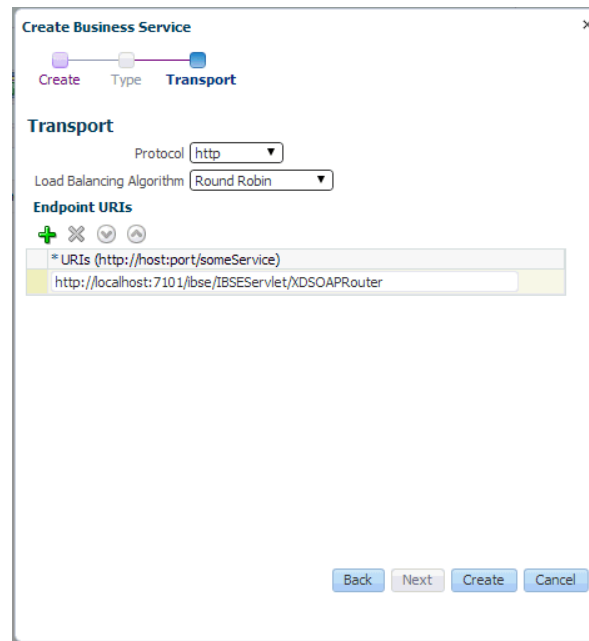 Create Business Service
Create Type Transport
Transport
Protocol http
Load Balancing Algorithm Round Robin
Endpoint URIs
* URIs (http://host:port/someService)
http://localhost:7101/ibse/IBSEServlet/XDSOAPRouter
Back Next Create Cancel